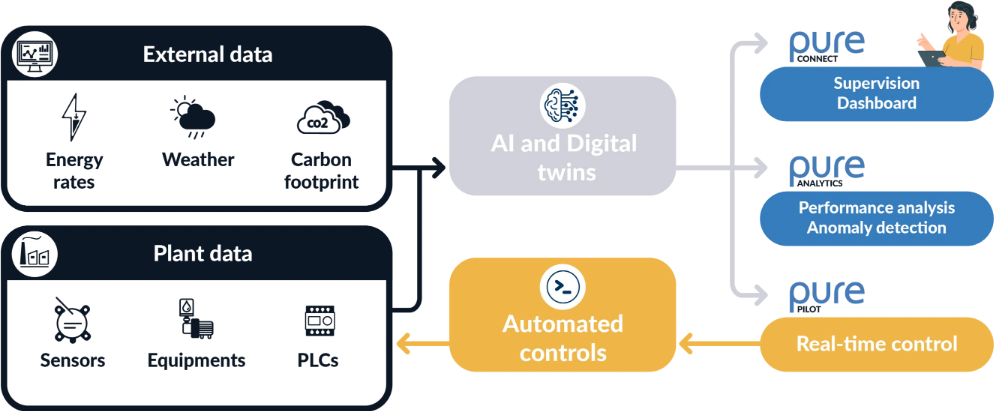 External data
Energy
rates
Weather
co2
Carbon
footprint
Plant data
Sensors
Equipments
PLCs
AI and Digital
twins
>_
Automated
controls
pure
CONNECT
Supervision
Dashboard
pure
ANALYTICS
Performance analysis
Anomaly detection
pure
PILOT
Real-time control